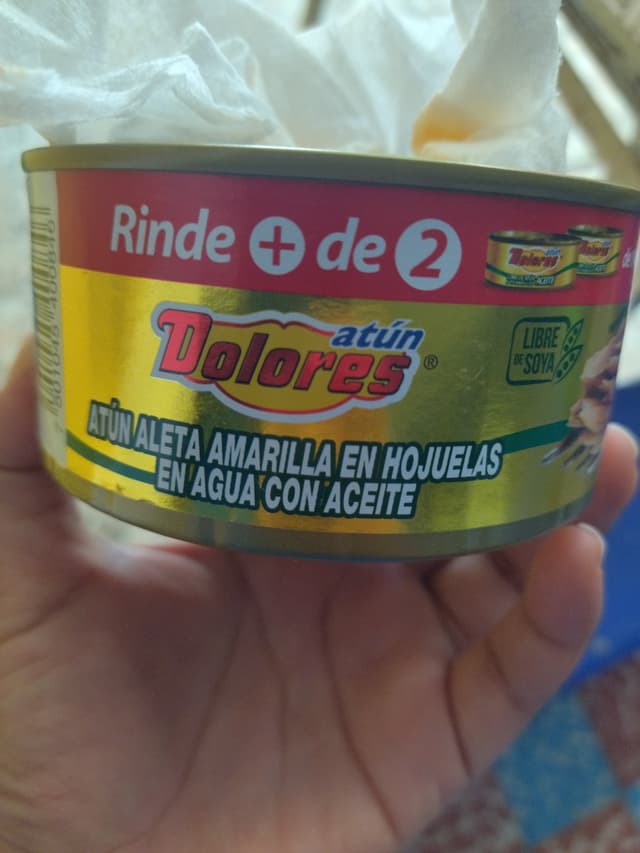 Rinde + de 2
atún
Dolores®
LIBRE
DE SOYA
ATÚN ALETA AMARILLA EN HOJUELAS
EN AGUA CON ACEITE